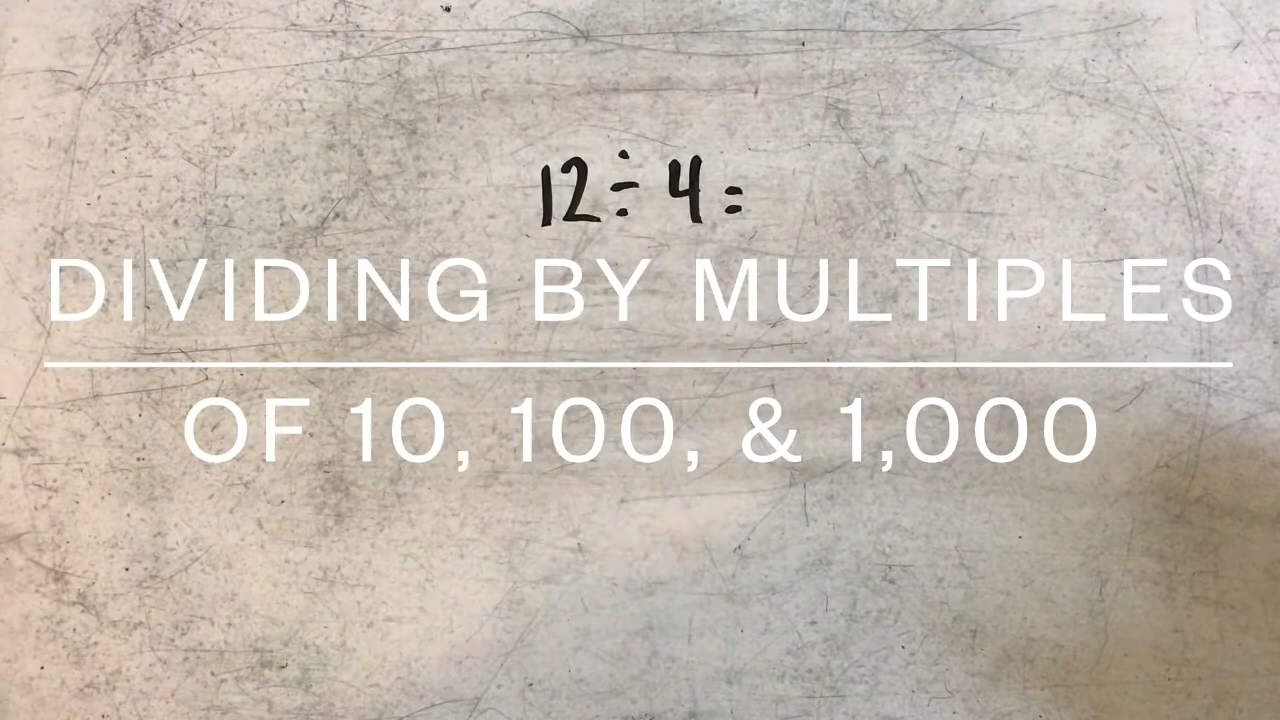 12÷4=
DIVIDING BY MULTIPLES
OF 10, 100, & 1,000